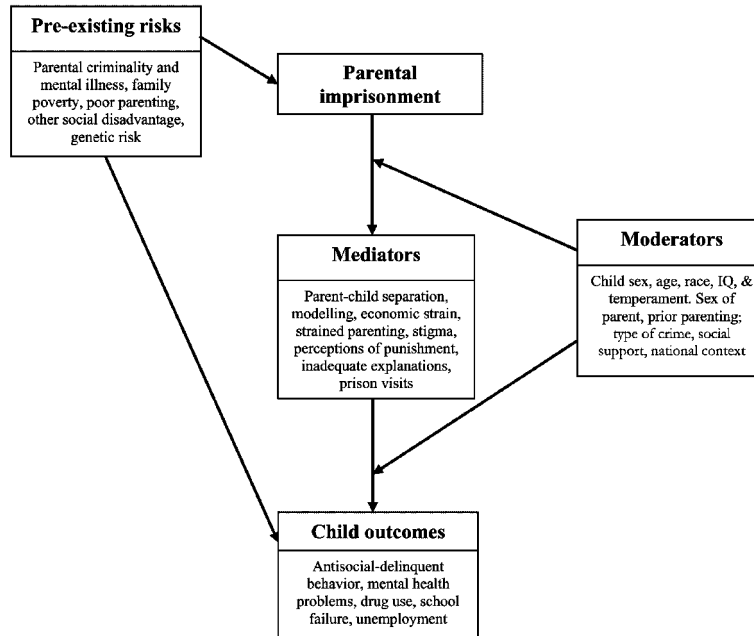 Pre-existing risks
Parental criminality and
mental illness, family
poverty, poor parenting,
other social disadvantage,
genetic risk
Parental
imprisonment
Mediators
Parent-child separation,
modelling, economic strain,
strained parenting, stigma,
perceptions of punishment,
inadequate explanations,
prison visits
Moderators
Child sex, age, race, IQ, &
temperament. Sex of
parent, prior parenting;
type of crime, social
support, national context
Child outcomes
Antisocial-delinquent
behavior, mental health
problems, drug use, school
failure, unemployment